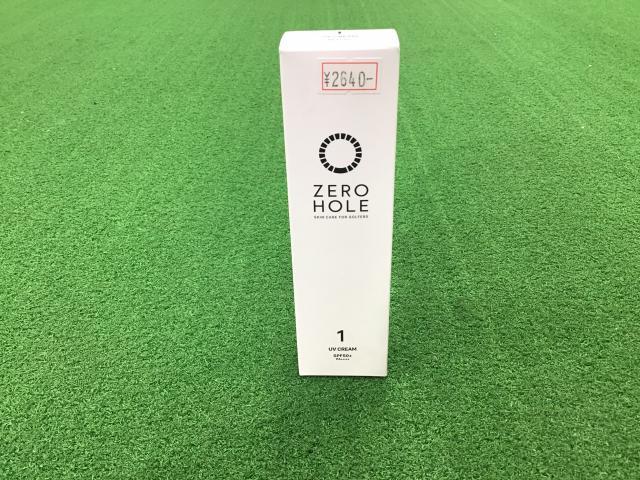 ¥2640-
ZERO
HOLE
SKIN CARE FOR GOLFERS
1
UV CREAM
SPF50+